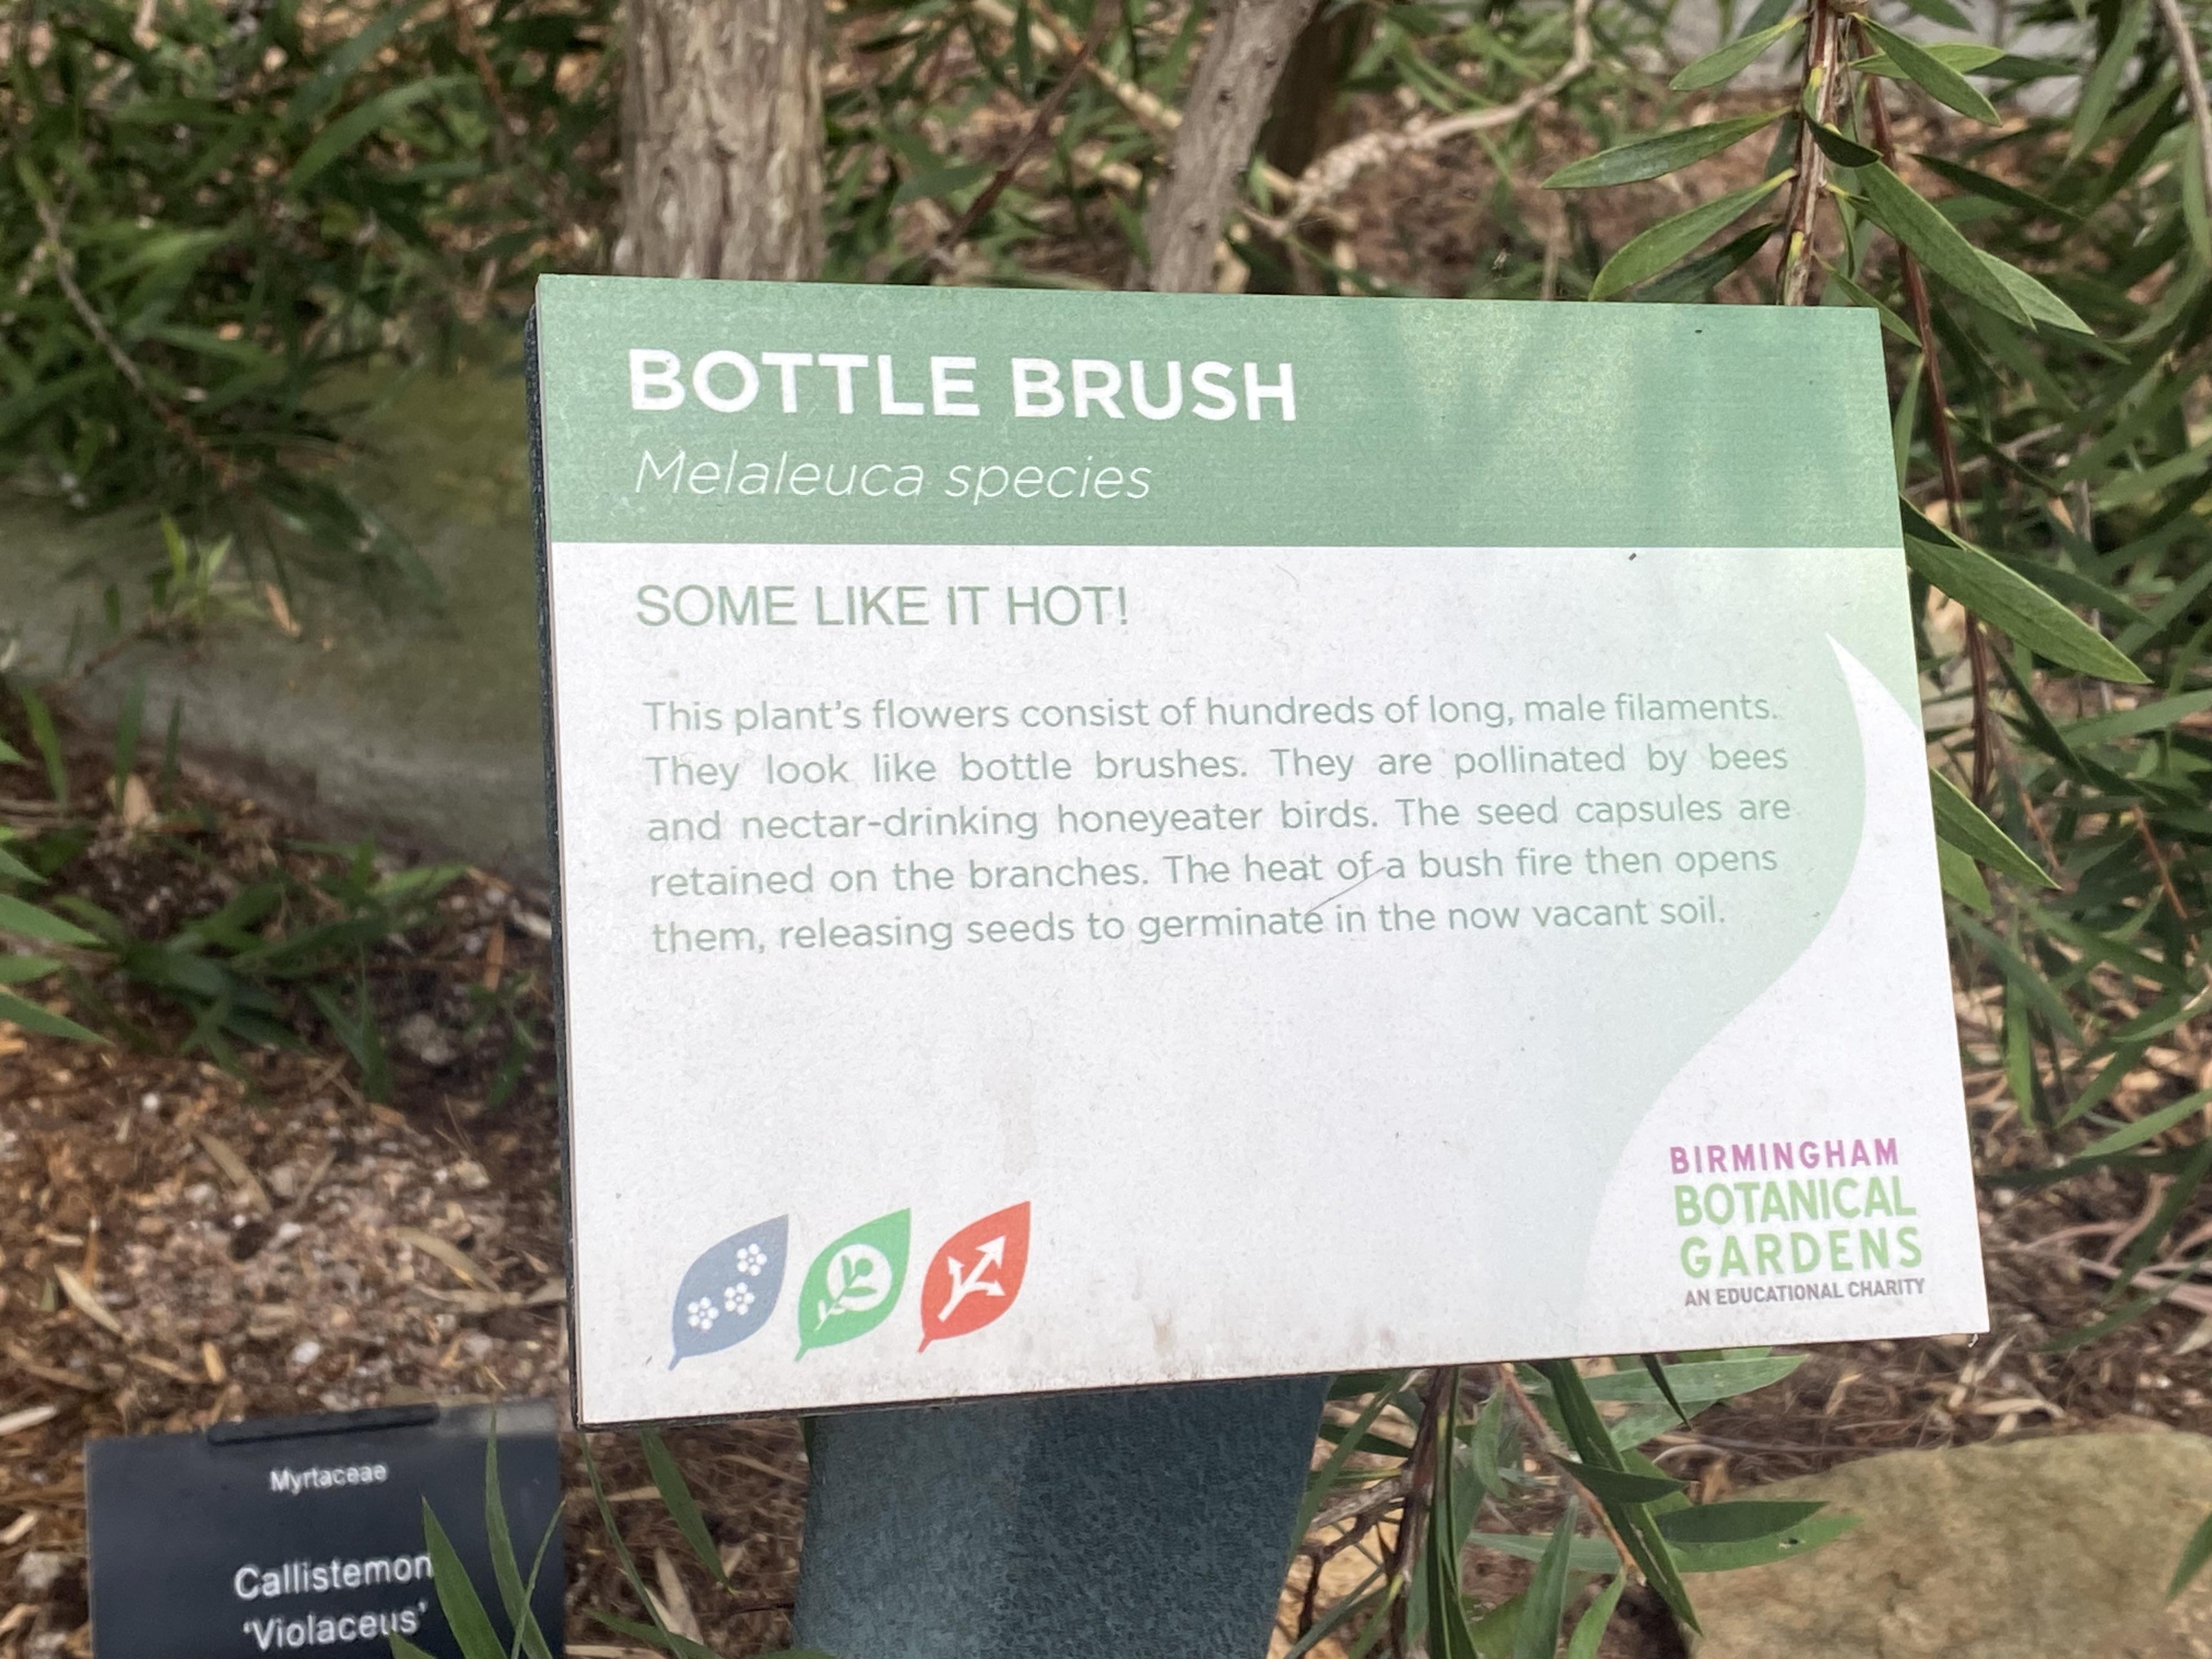 BOTTLE BRUSH
Melaleuca species
SOME LIKE IT HOT!
This plant's flowers consist of hundreds of long, male filaments.
They look like bottle brushes. They are pollinated by bees
and nectar-drinking honeyeater birds. The seed capsules are
retained on the branches. The heat of a bush fire then opens
them, releasing seeds to germinate in the now vacant soil.
BIRMINGHAM
BOTANICAL
GARDENS
AN EDUCATIONAL CHARITY
Myrtaceae
Callistemon
‘Violaceus’